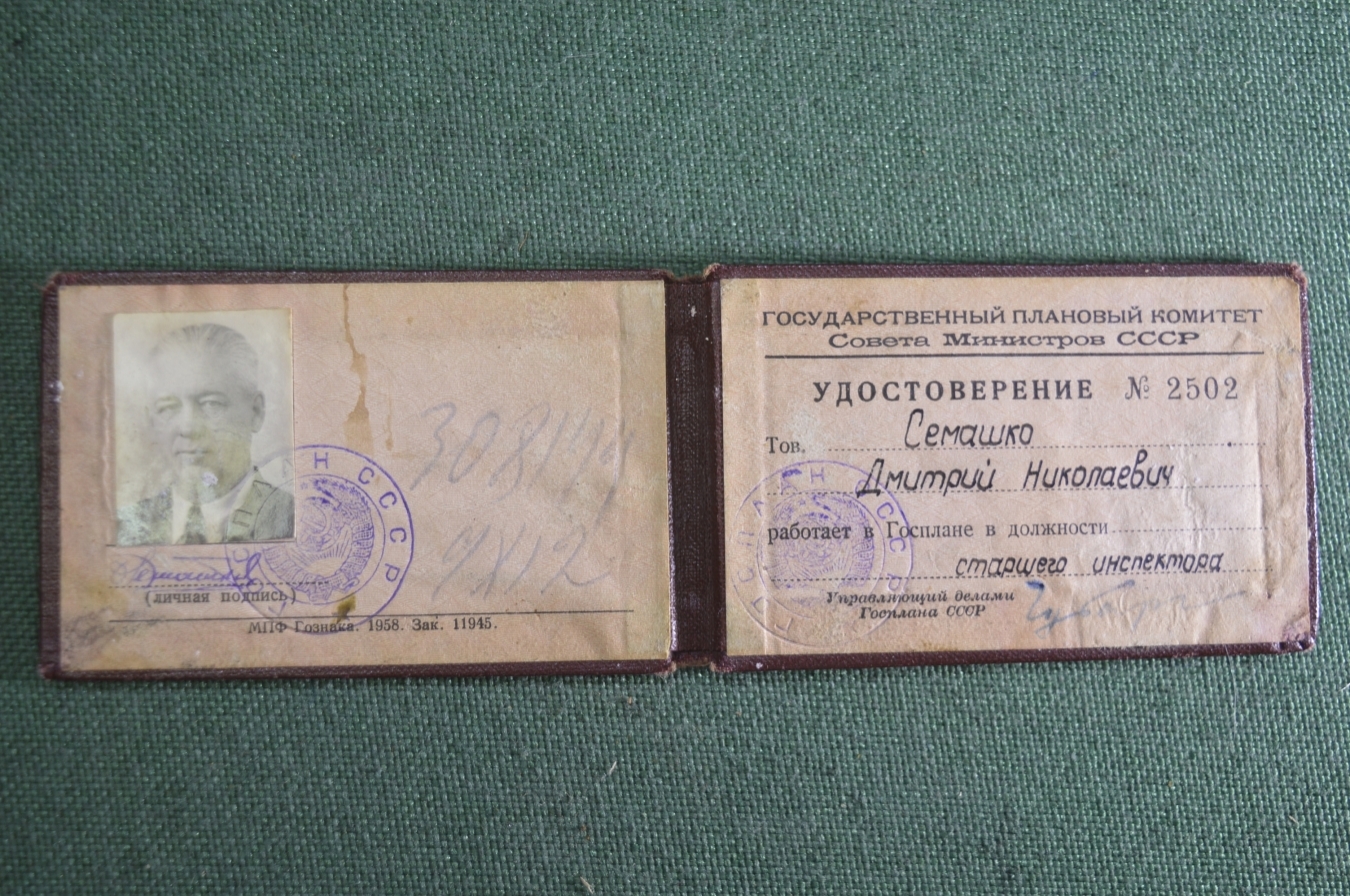 Н С С С Р
(личная подпись)
МПФ Гознака. 1958. Зак. 11945.
ГОСУДАРСТВЕННЫЙ ПЛАНОВЫЙ КОМИТЕТ
Совета Министров СССР
УДОСТОВЕРЕНИЕ № 2502
Тов. Семашко
Дмитрий Николаевич
работает в Госплане в должности
старшего инспектора
Управляющий делами
Госплана СССР